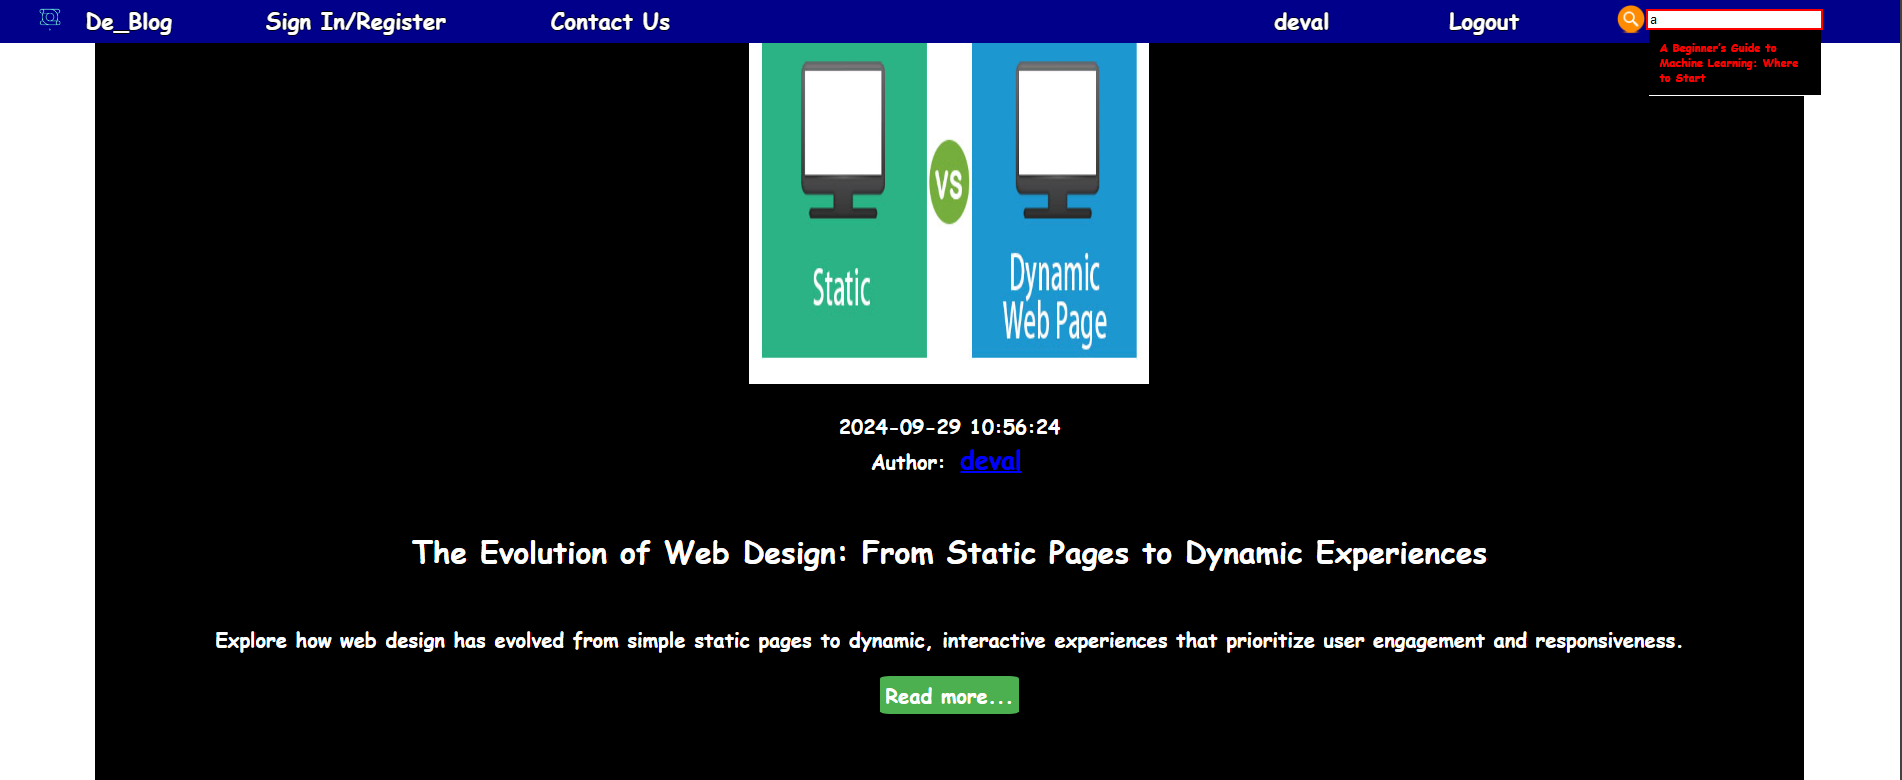 De_Blog Sign In/Register Contact Us deval Logout a
A Beginner's Guide to
Machine Learning: Where
to Start
VS
Static
Dynamic
Web Page
2024-09-29 10:56:24
Author: deval
The Evolution of Web Design: From Static Pages to Dynamic Experiences
Explore how web design has evolved from simple static pages to dynamic, interactive experiences that prioritize user engagement and responsiveness.
Read more...